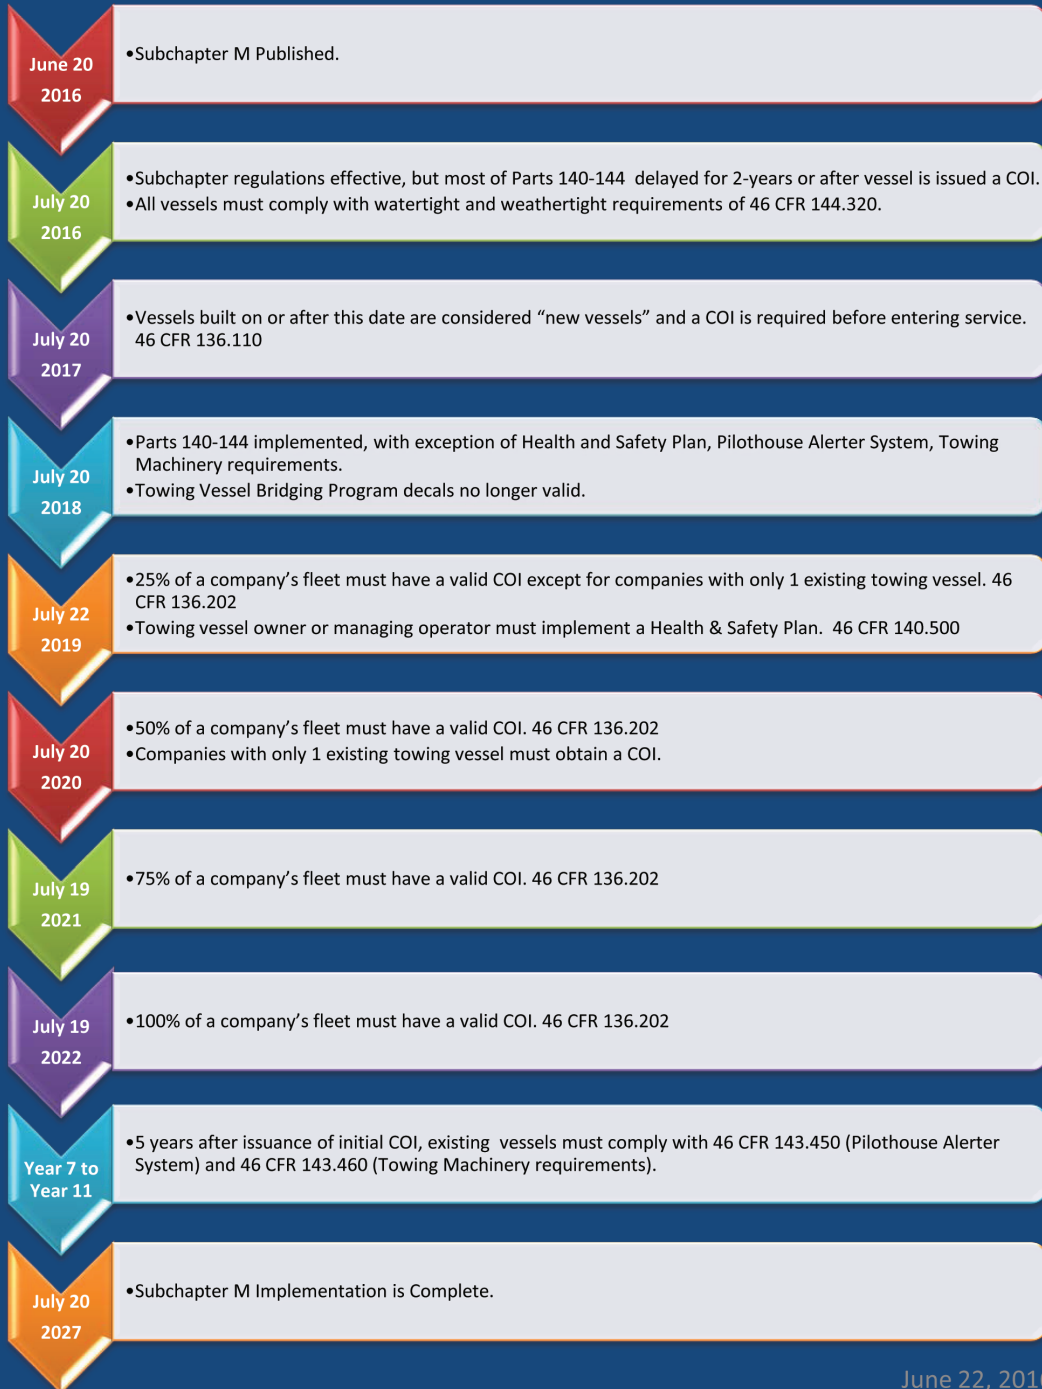 June 20
2016
•Subchapter M Published.
July 20
2016
•Subchapter regulations effective, but most of Parts 140-144 delayed for 2-years or after vessel is issued a COI.
•All vessels must comply with watertight and weathertight requirements of 46 CFR 144.320.
July 20
2017
•Vessels built on or after this date are considered “new vessels” and a COI is required before entering service.
46 CFR 136.110
July 20
2018
•Parts 140-144 implemented, with exception of Health and Safety Plan, Pilothouse Alerter System, Towing
Machinery requirements.
•Towing Vessel Bridging Program decals no longer valid.
July 22
2019
•25% of a company’s fleet must have a valid COI except for companies with only 1 existing towing vessel. 46
CFR 136.202
•Towing vessel owner or managing operator must implement a Health & Safety Plan. 46 CFR 140.500
July 20
2020
•50% of a company’s fleet must have a valid COI. 46 CFR 136.202
•Companies with only 1 existing towing vessel must obtain a COI.
July 19
2021
•75% of a company’s fleet must have a valid COI. 46 CFR 136.202
July 19
2022
•100% of a company’s fleet must have a valid COI. 46 CFR 136.202
Year 7 to
Year 11
•5 years after issuance of initial COI, existing vessels must comply with 46 CFR 143.450 (Pilothouse Alerter
System) and 46 CFR 143.460 (Towing Machinery requirements).
July 20
2027
•Subchapter M Implementation is Complete.
June 22, 2016